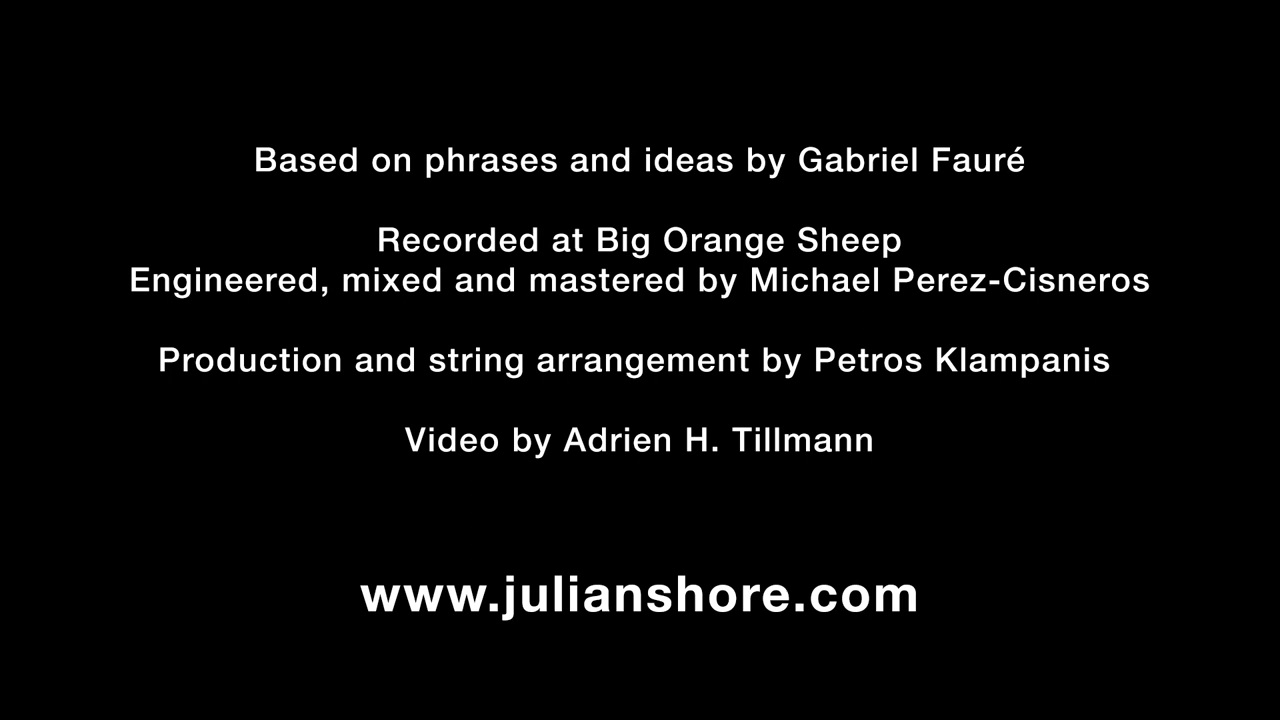 Based on phrases and ideas by Gabriel Fauré
Recorded at Big Orange Sheep
Engineered, mixed and mastered by Michael Perez-Cisneros
Production and string arrangement by Petros Klampanis
Video by Adrien H. Tillmann
www.julianshore.com